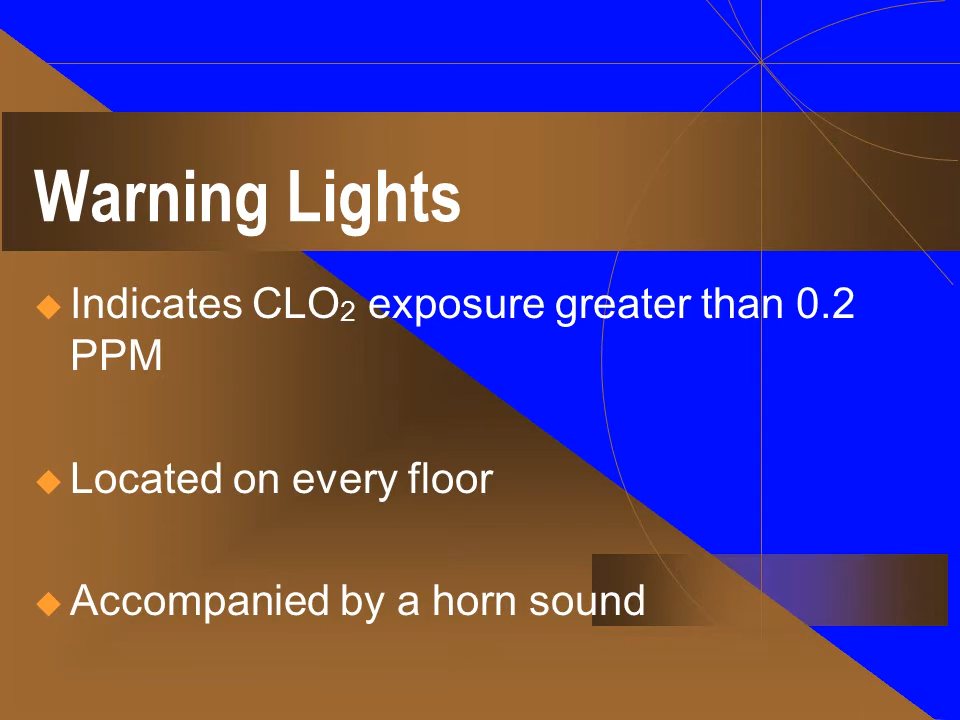 Warning Lights
Indicates CLO₂ exposure greater than 0.2
PPM
Located on every floor
Accompanied by a horn sound